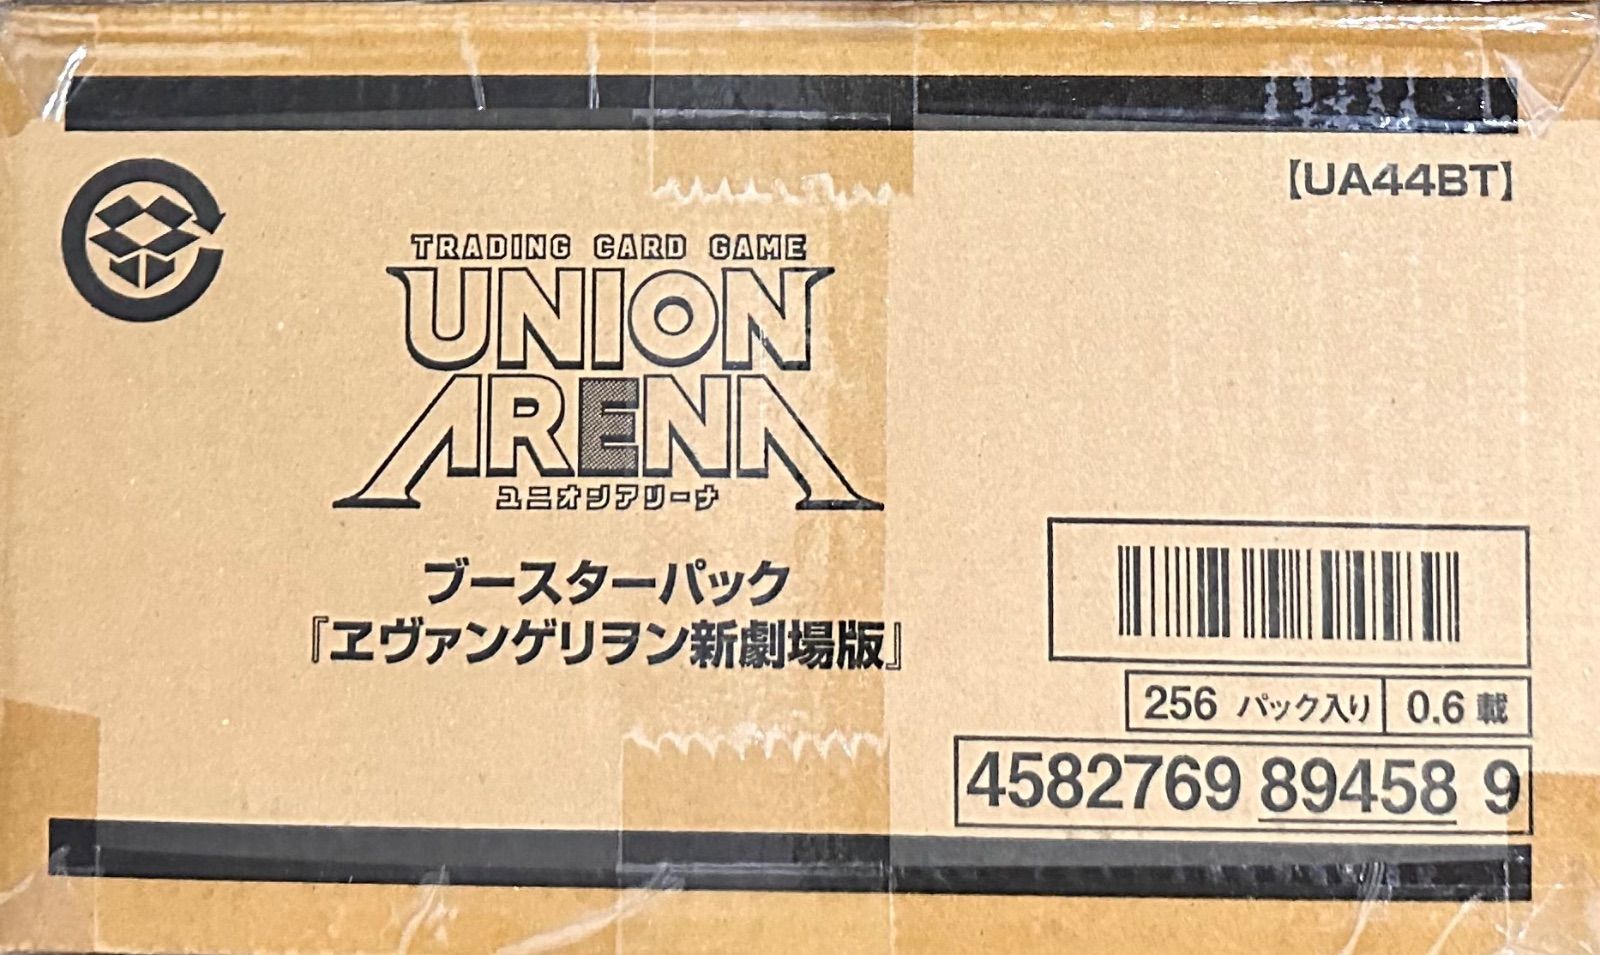 【UA44BT】
TRADING CARD GAME
UNION
ARENA
ユニオンアリーナ
ブースターパック
『ヱヴァンゲリヲン新劇場版』
256 パック入り 0.6 載
4582769 89458 9